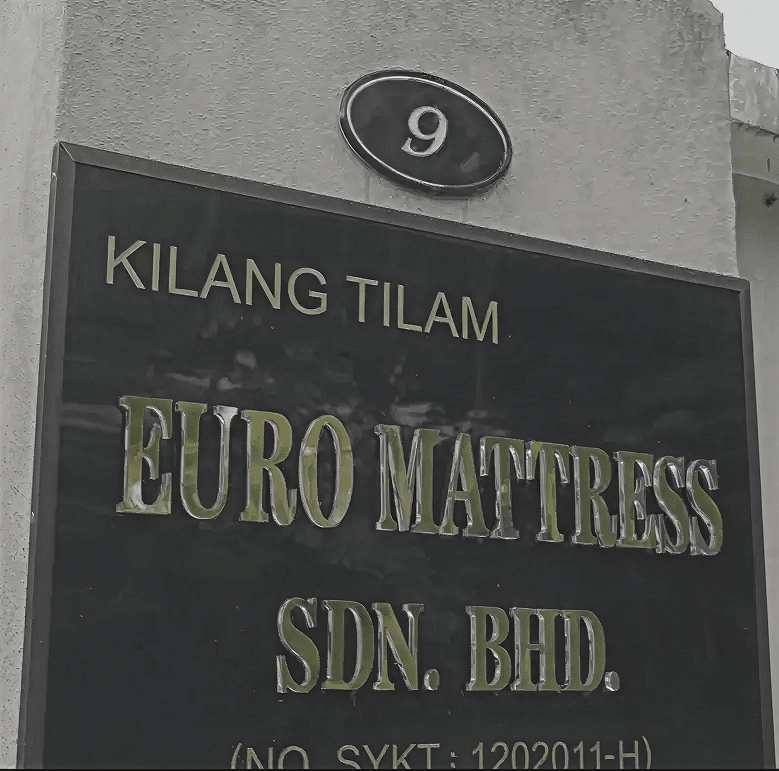 9
KILANG TILAM
EURO MATTRESS
SDN. BHD.
(NO. SYKT : 1202011-H)